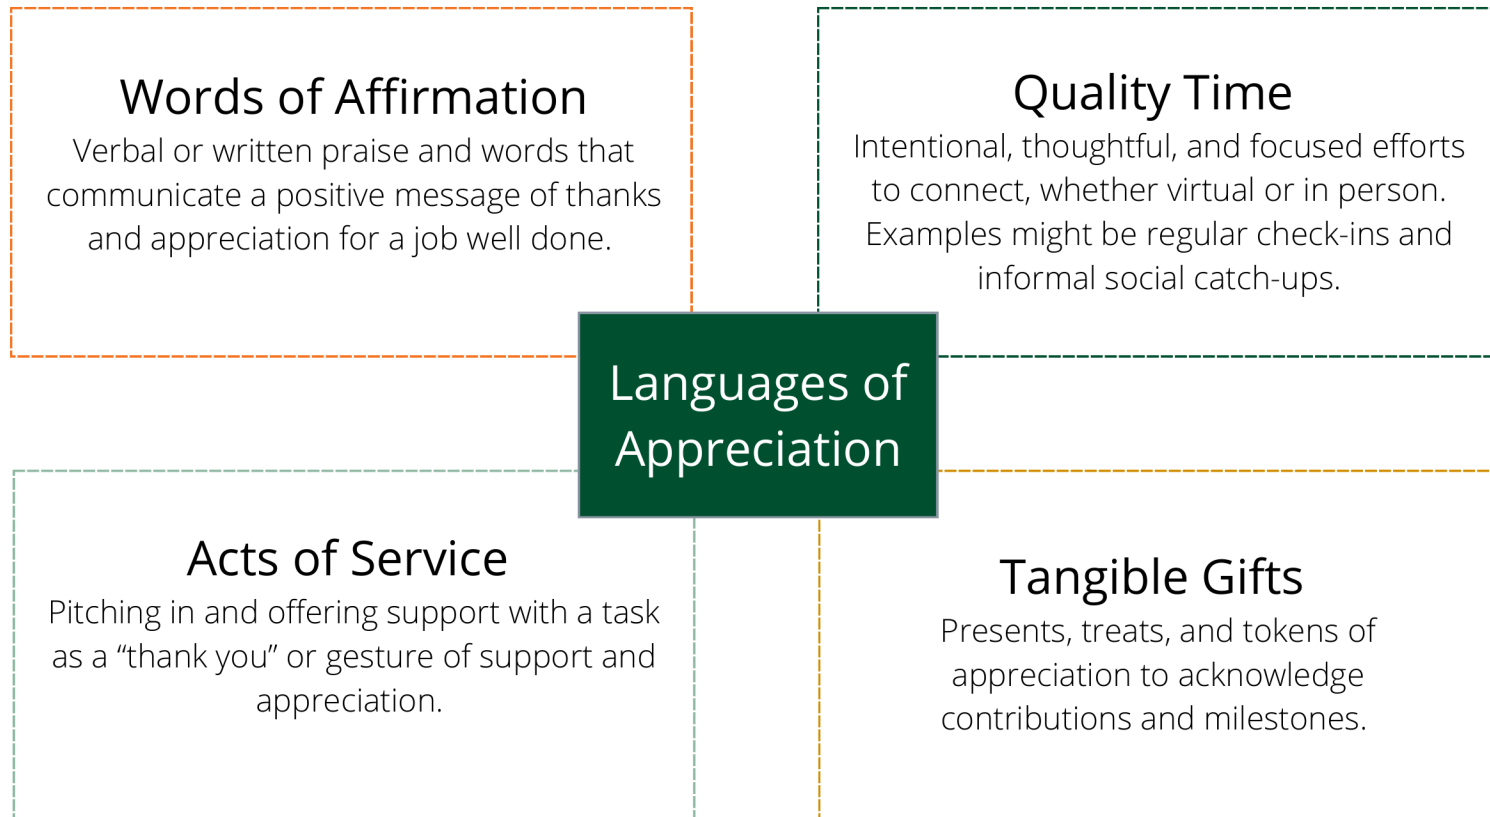 Words of Affirmation
Verbal or written praise and words that
communicate a positive message of thanks
and appreciation for a job well done.
Quality Time
Intentional, thoughtful, and focused efforts
to connect, whether virtual or in person.
Examples might be regular check-ins and
informal social catch-ups.
Languages of
Appreciation
Acts of Service
Pitching in and offering support with a task
as a “thank you” or gesture of support and
appreciation.
Tangible Gifts
Presents, treats, and tokens of
appreciation to acknowledge
contributions and milestones.